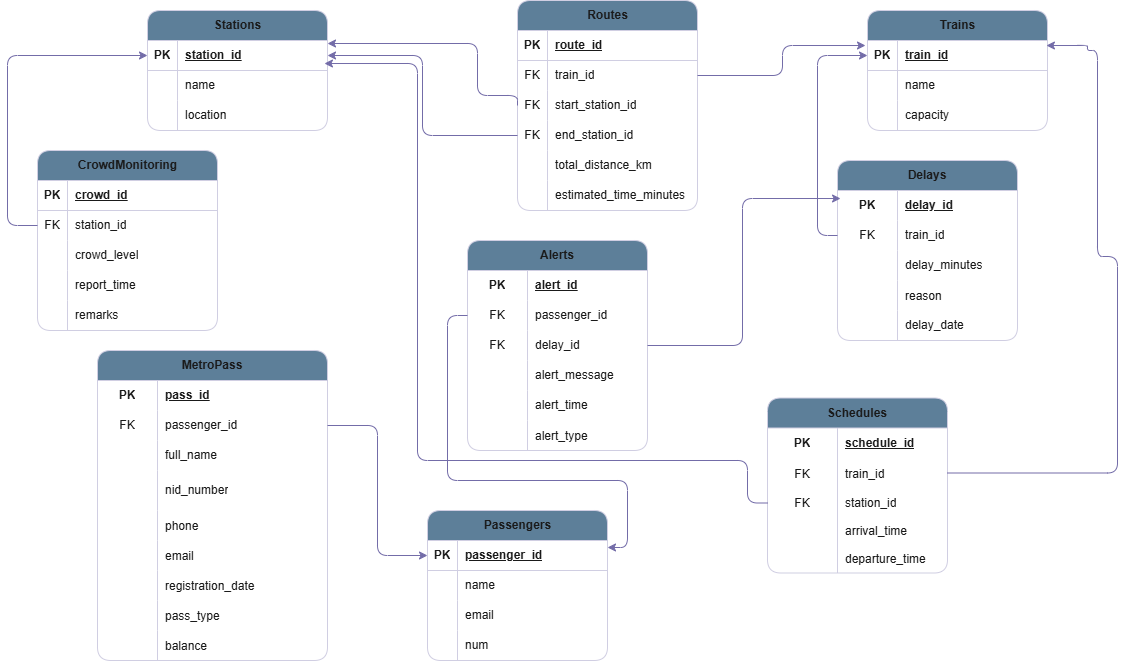 Stations
PK station_id
name
location
Routes
PK route_id
FK train_id
FK start_station_id
FK end_station_id
total_distance_km
estimated_time_minutes
Trains
PK train_id
name
capacity
CrowdMonitoring
PK crowd_id
FK station_id
crowd_level
report_time
remarks
Delays
PK delay_id
FK train_id
delay_minutes
reason
delay_date
Alerts
PK alert_id
FK passenger_id
FK delay_id
alert_message
alert_time
alert_type
MetroPass
PK pass_id
FK passenger_id
full_name
nid_number
phone
email
registration_date
pass_type
balance
Schedules
PK schedule_id
FK train_id
FK station_id
arrival_time
departure_time
Passengers
PK passenger_id
name
email
num